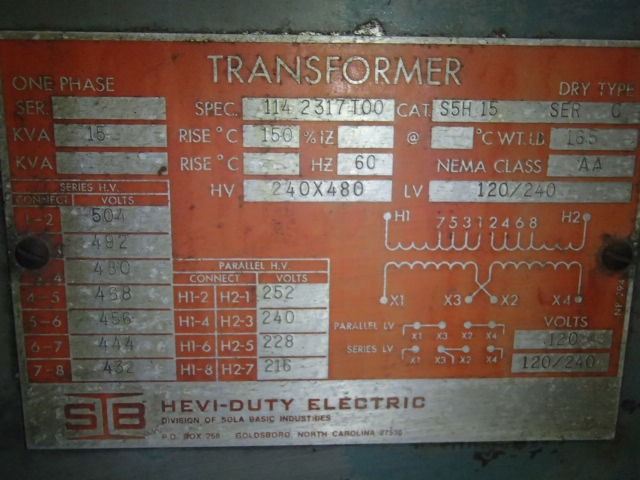 TRANSFORMER
ONE PHASE
DRY TYPE
SER. SPEC. 114 2317-T00 CAT. S5H 15 SER C
KVA 15 RISE °C 150 % IZ @ °C WT. LB 165
KVA RISE °C HZ 60 NEMA CLASS AA
HV 240X480 LV 120/240
SERIES H.V.
CONNECT VOLTS
1-2 504
492
480
4-5 468
5-6 456
6-7 444
7-8 432
PARALLEL H.V
CONNECT VOLTS
H1-2 H2-1 252
H1-4 H2-3 240
H1-6 H2-5 228
H1-8 H2-7 216
H1 7 5 3 1 2 4 6 8 H2
X1 X3 X2 X4
VOLTS
PARALLEL LV X1 X3 X2 X4 120
SERIES LV X1 X3 X2 X4 120/240
SB HEVI-DUTY ELECTRIC
DIVISION OF SOLA BASIC INDUSTRIES
P.O. BOX 268 GOLDSBORO, NORTH CAROLINA 27530